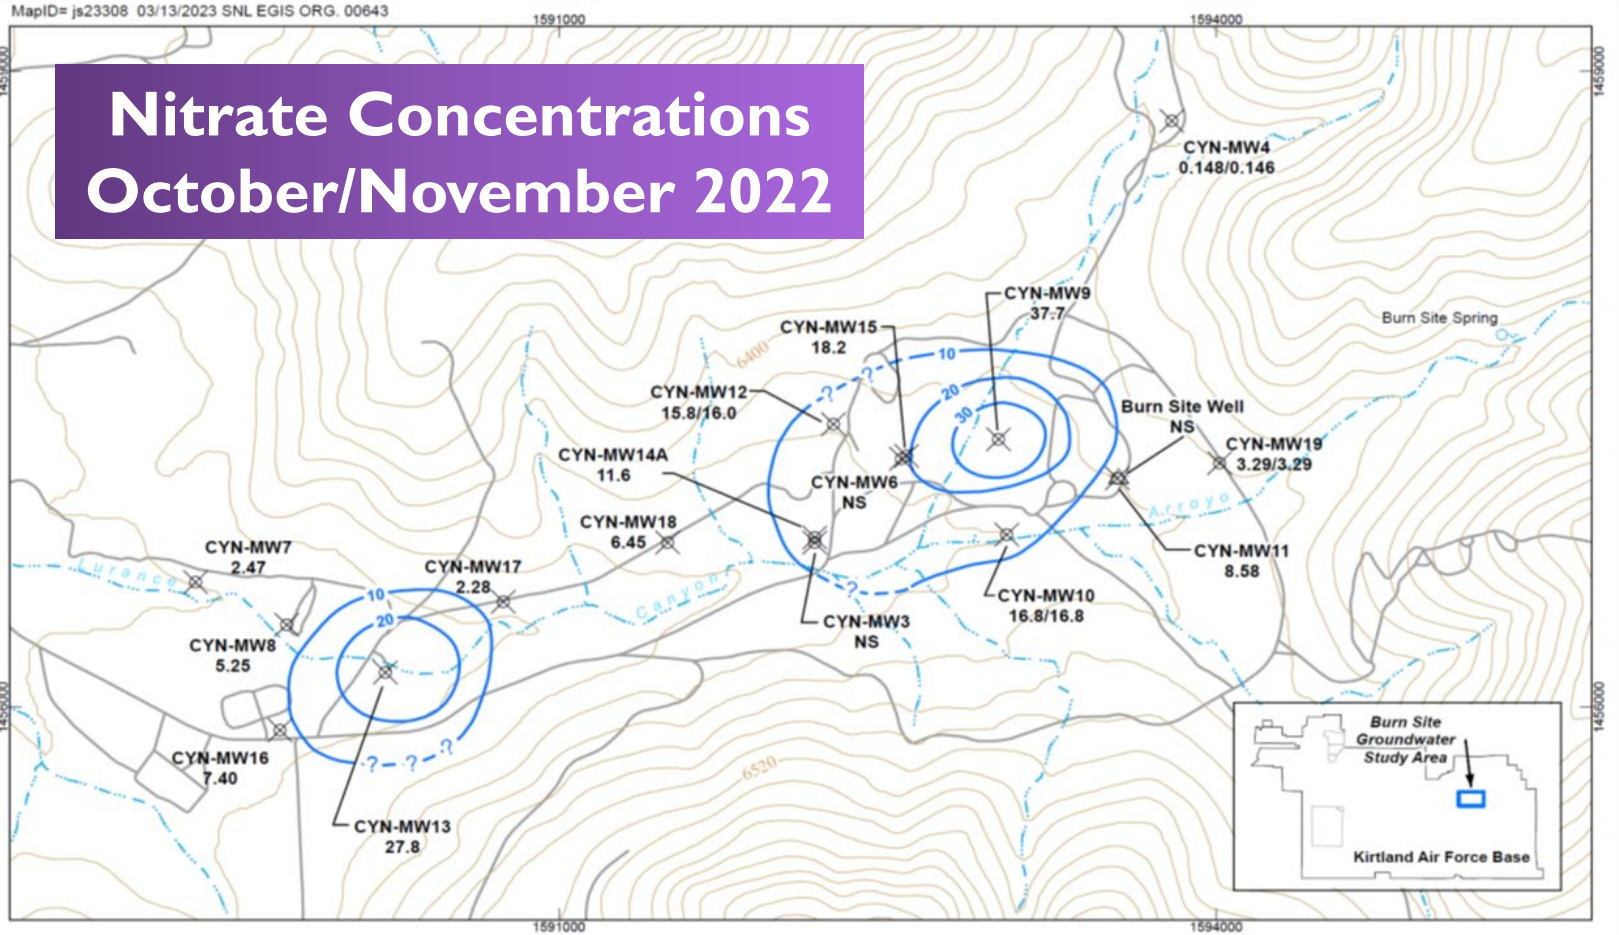 MapID= js23308  03/13/2023 SNL EGIS ORG. 00643
1591000
1594000
1459000
1459000
Nitrate Concentrations
October/November 2022
CYN-MW4
0.148/0.146
CYN-MW9
37.7
Burn Site Spring
CYN-MW15
18.2
6400
10
?
?
20
30
CYN-MW12
15.8/16.0
Burn Site Well
NS
CYN-MW19
3.29/3.29
CYN-MW14A
11.6
CYN-MW6
NS
Arroyo
CYN-MW18
6.45
CYN-MW7
2.47
CYN-MW17
2.28
CYN-MW11
8.58
Lurance
Canyon
?
10
20
CYN-MW10
16.8/16.8
CYN-MW3
NS
CYN-MW8
5.25
1456000
1456000
? ? ?
CYN-MW16
7.40
6520
CYN-MW13
27.8
Burn Site
Groundwater
Study Area
Kirtland Air Force Base
1591000
1594000